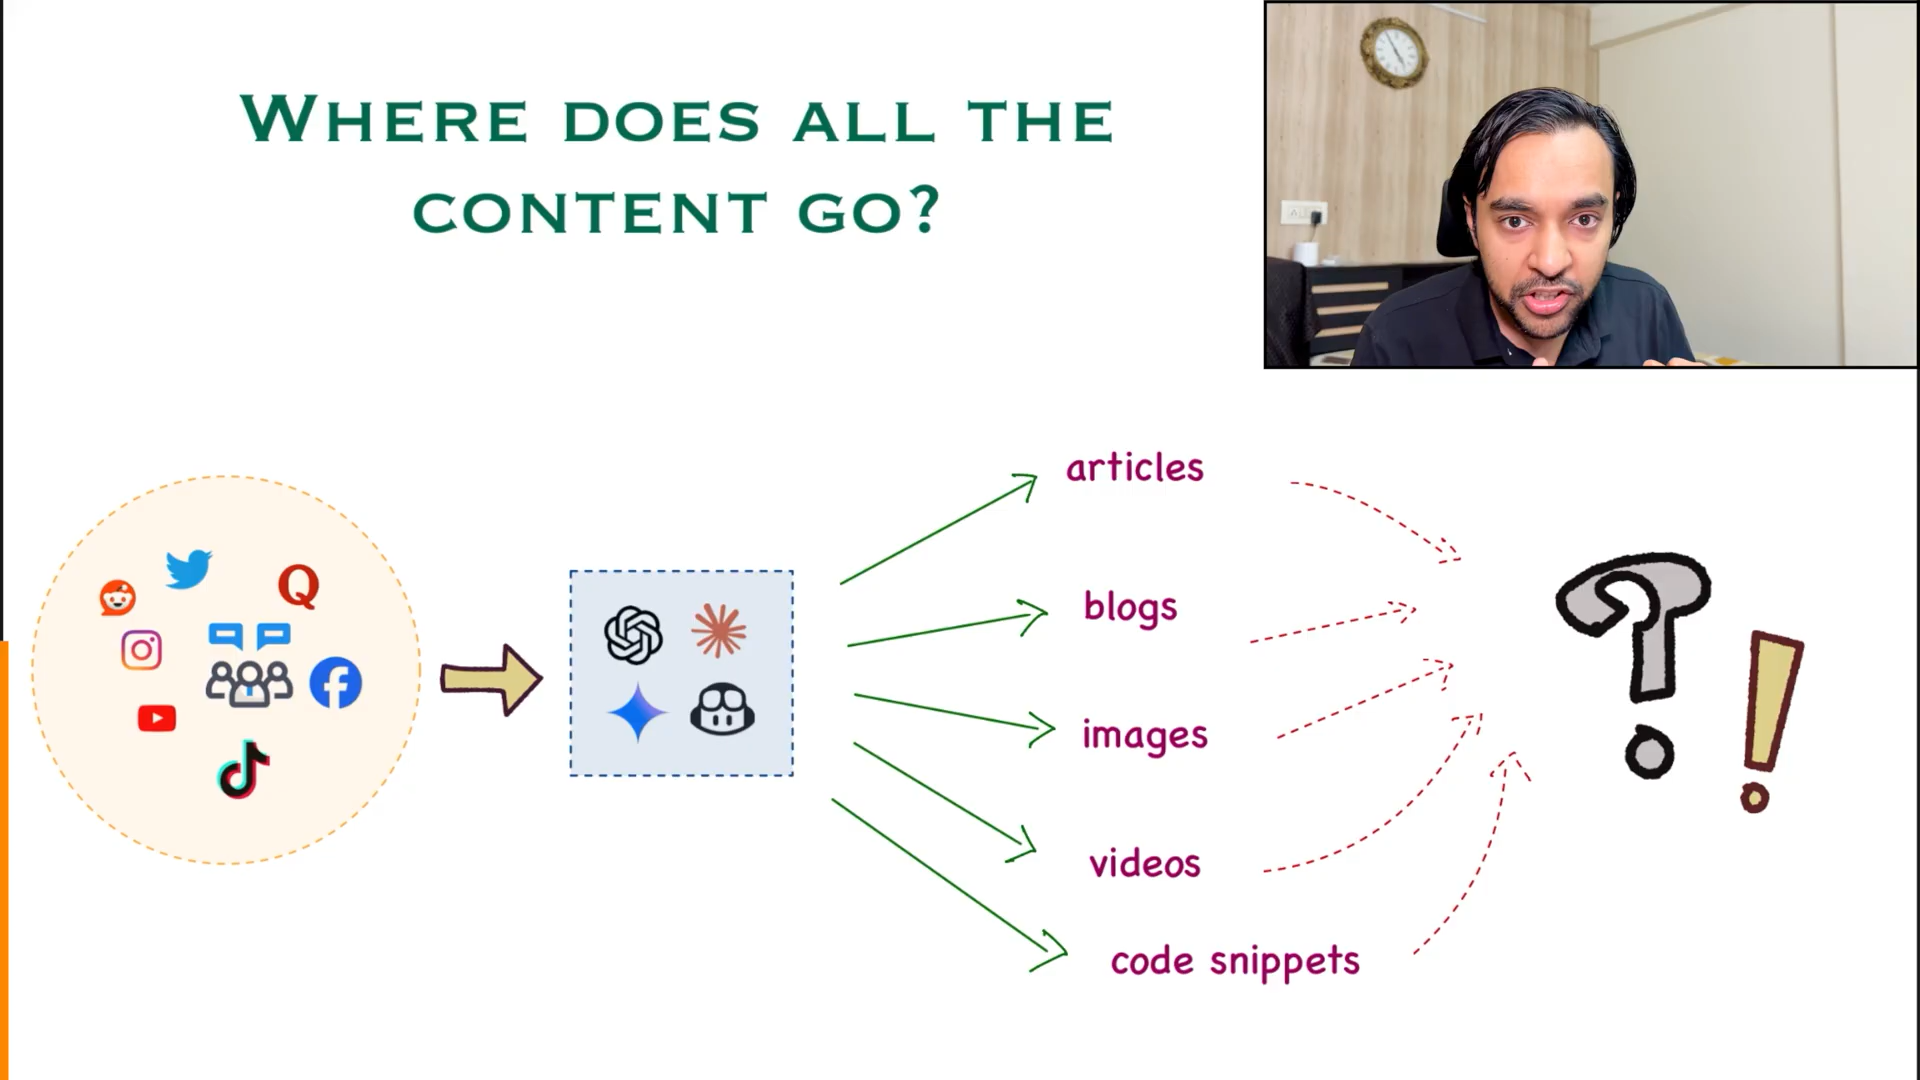 WHERE DOES ALL THE
CONTENT GO?
articles
blogs
images
videos
code snippets